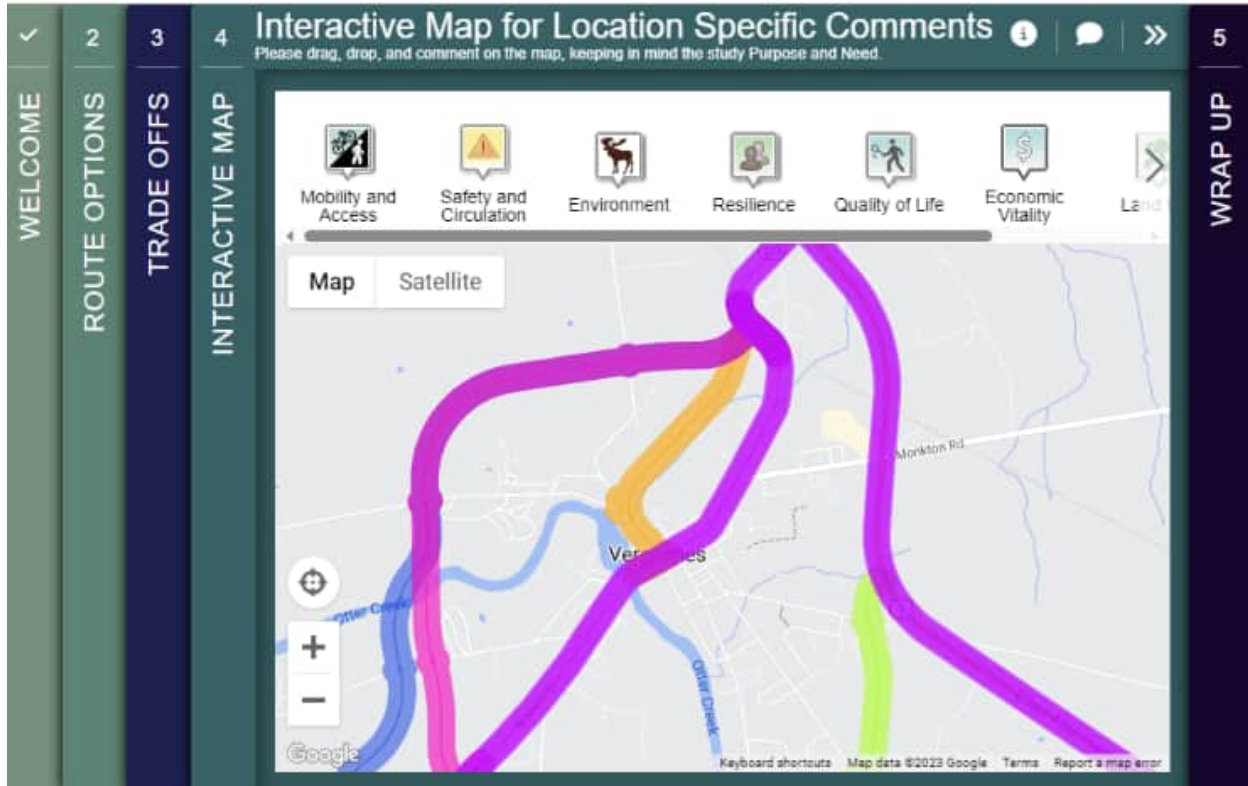 WELCOME
2
ROUTE OPTIONS
3
TRADE OFFS
4
INTERACTIVE MAP
Interactive Map for Location Specific Comments
Please drag, drop, and comment on the map, keeping in mind the study Purpose and Need.
5
WRAP UP
Mobility and
Access
Safety and
Circulation
Environment
Resilience
Quality of Life
Economic
Vitality
Land
Map
Satellite
Monkton Rd
Otter Creek
Otter Creek
Google
Keyboard shortcuts
Map data ©2023 Google
Terms
Report a map error